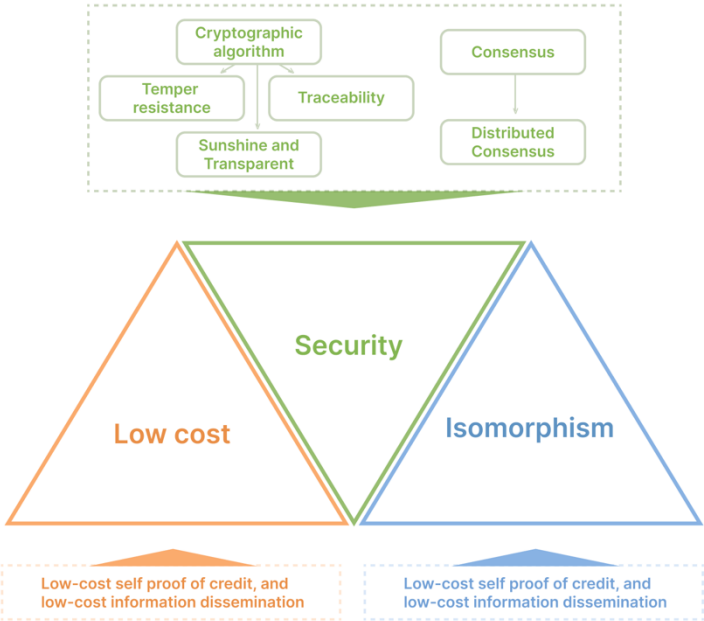 Cryptographic
algorithm
Consensus
Temper
resistance
Traceability
Sunshine and
Transparent
Distributed
Consensus
Security
Low cost
Isomorphism
Low-cost self proof of credit, and
low-cost information dissemination
Low-cost self proof of credit, and
low-cost information dissemination